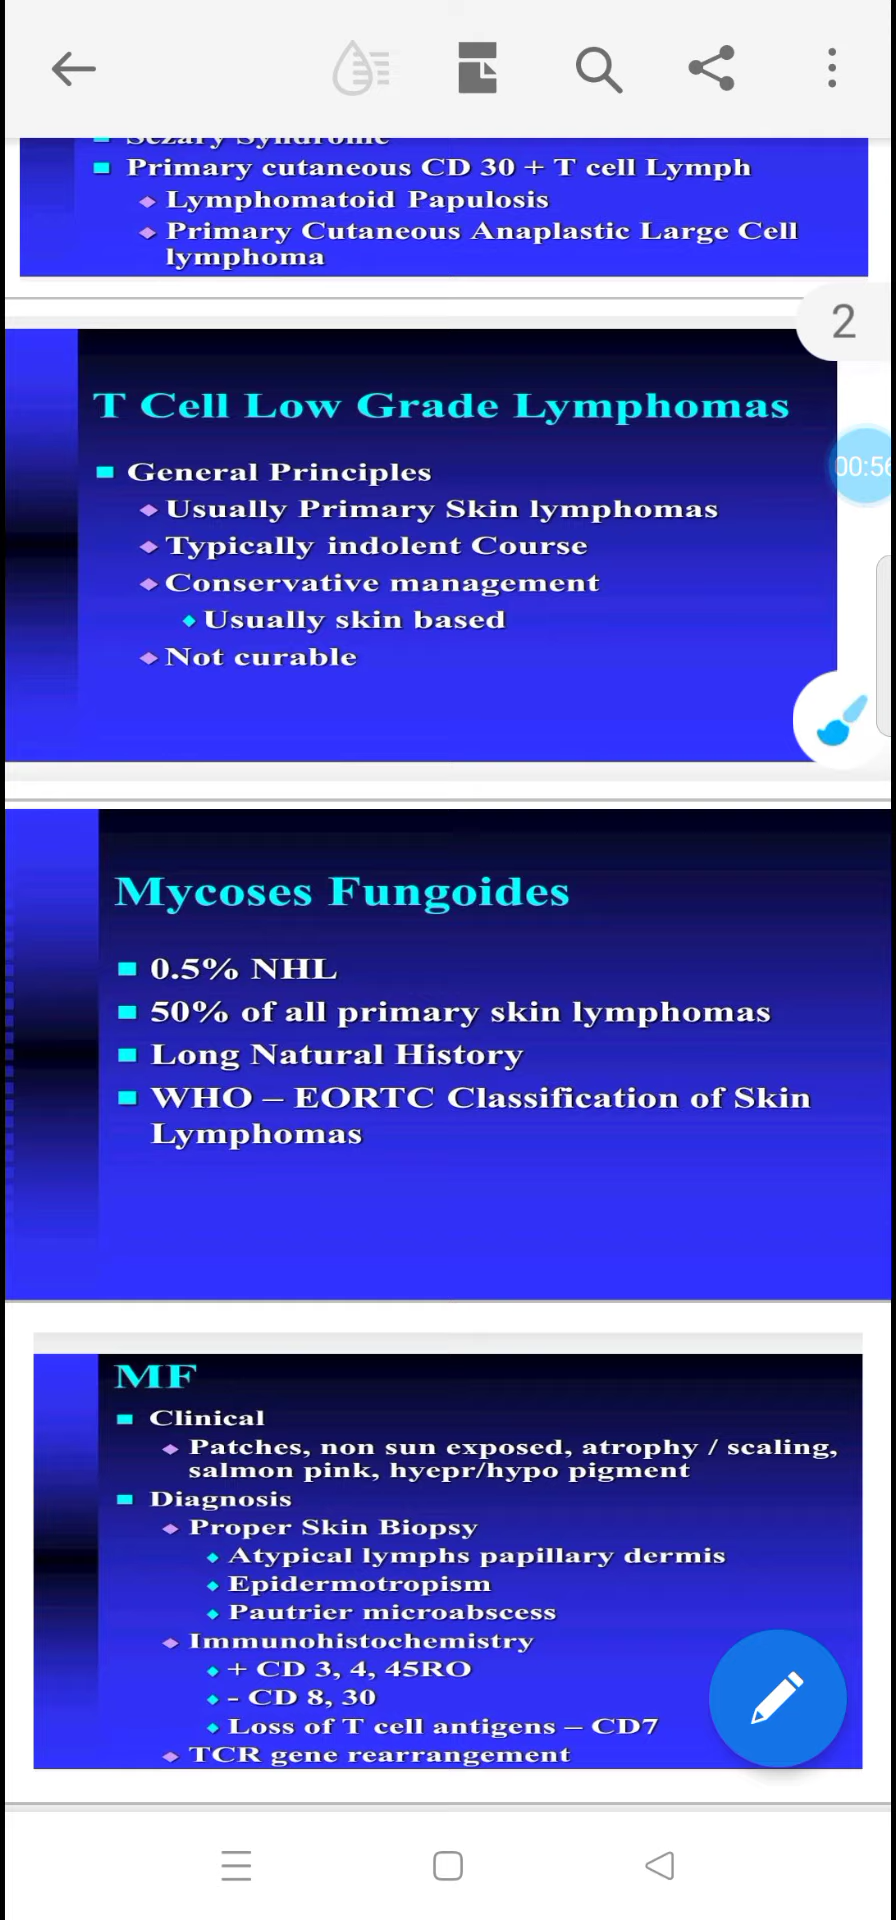 Sezary Syndrome
Primary cutaneous CD 30 + T cell Lymph
Lymphomatoid Papulosis
Primary Cutaneous Anaplastic Large Cell
lymphoma
2
T Cell Low Grade Lymphomas
00:56
General Principles
Usually Primary Skin lymphomas
Typically indolent Course
Conservative management
Usually skin based
Not curable
Mycoses Fungoides
0.5% NHL
50% of all primary skin lymphomas
Long Natural History
WHO – EORTC Classification of Skin
Lymphomas
MF
Clinical
Patches, non sun exposed, atrophy / scaling,
salmon pink, hyepr/hypo pigment
Diagnosis
Proper Skin Biopsy
Atypical lymphs papillary dermis
Epidermotropism
Pautrier microabscess
Immunohistochemistry
+ CD 3, 4, 45RO
- CD 8, 30
Loss of T cell antigens – CD7
TCR gene rearrangement